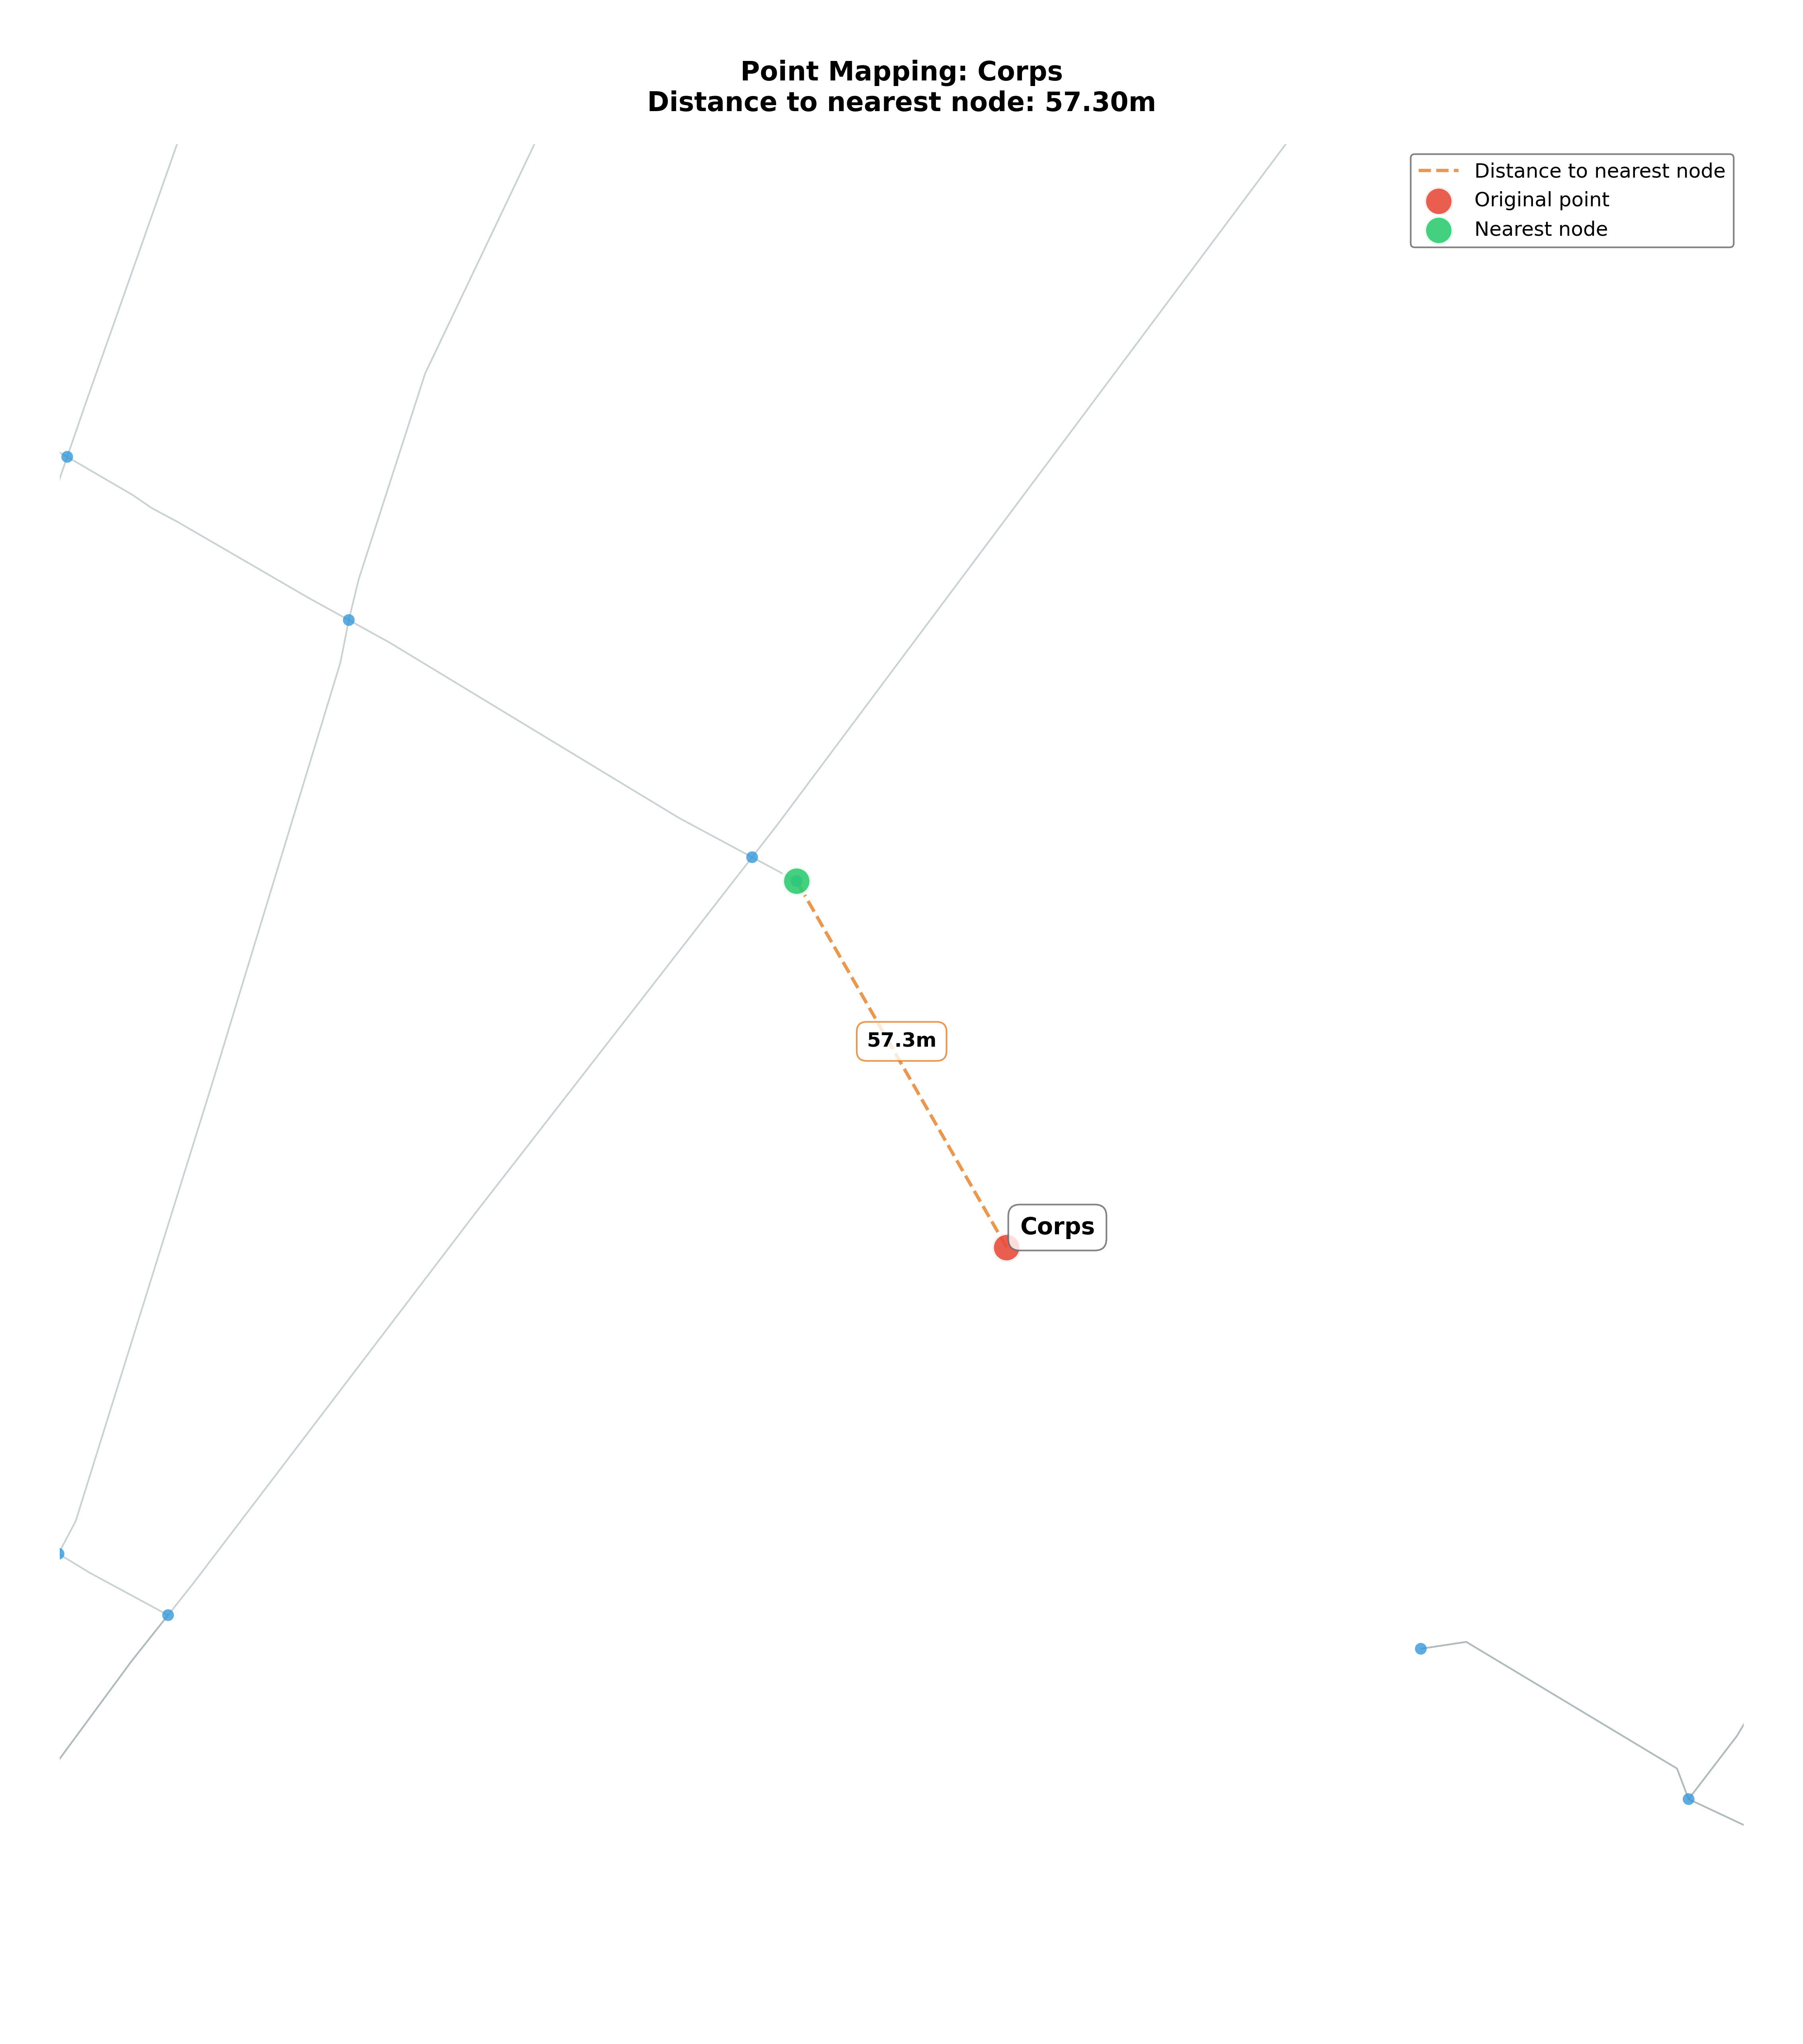 Point Mapping: Corps
Distance to nearest node: 57.30m
Distance to nearest node
Original point
Nearest node
57.3m
Corps